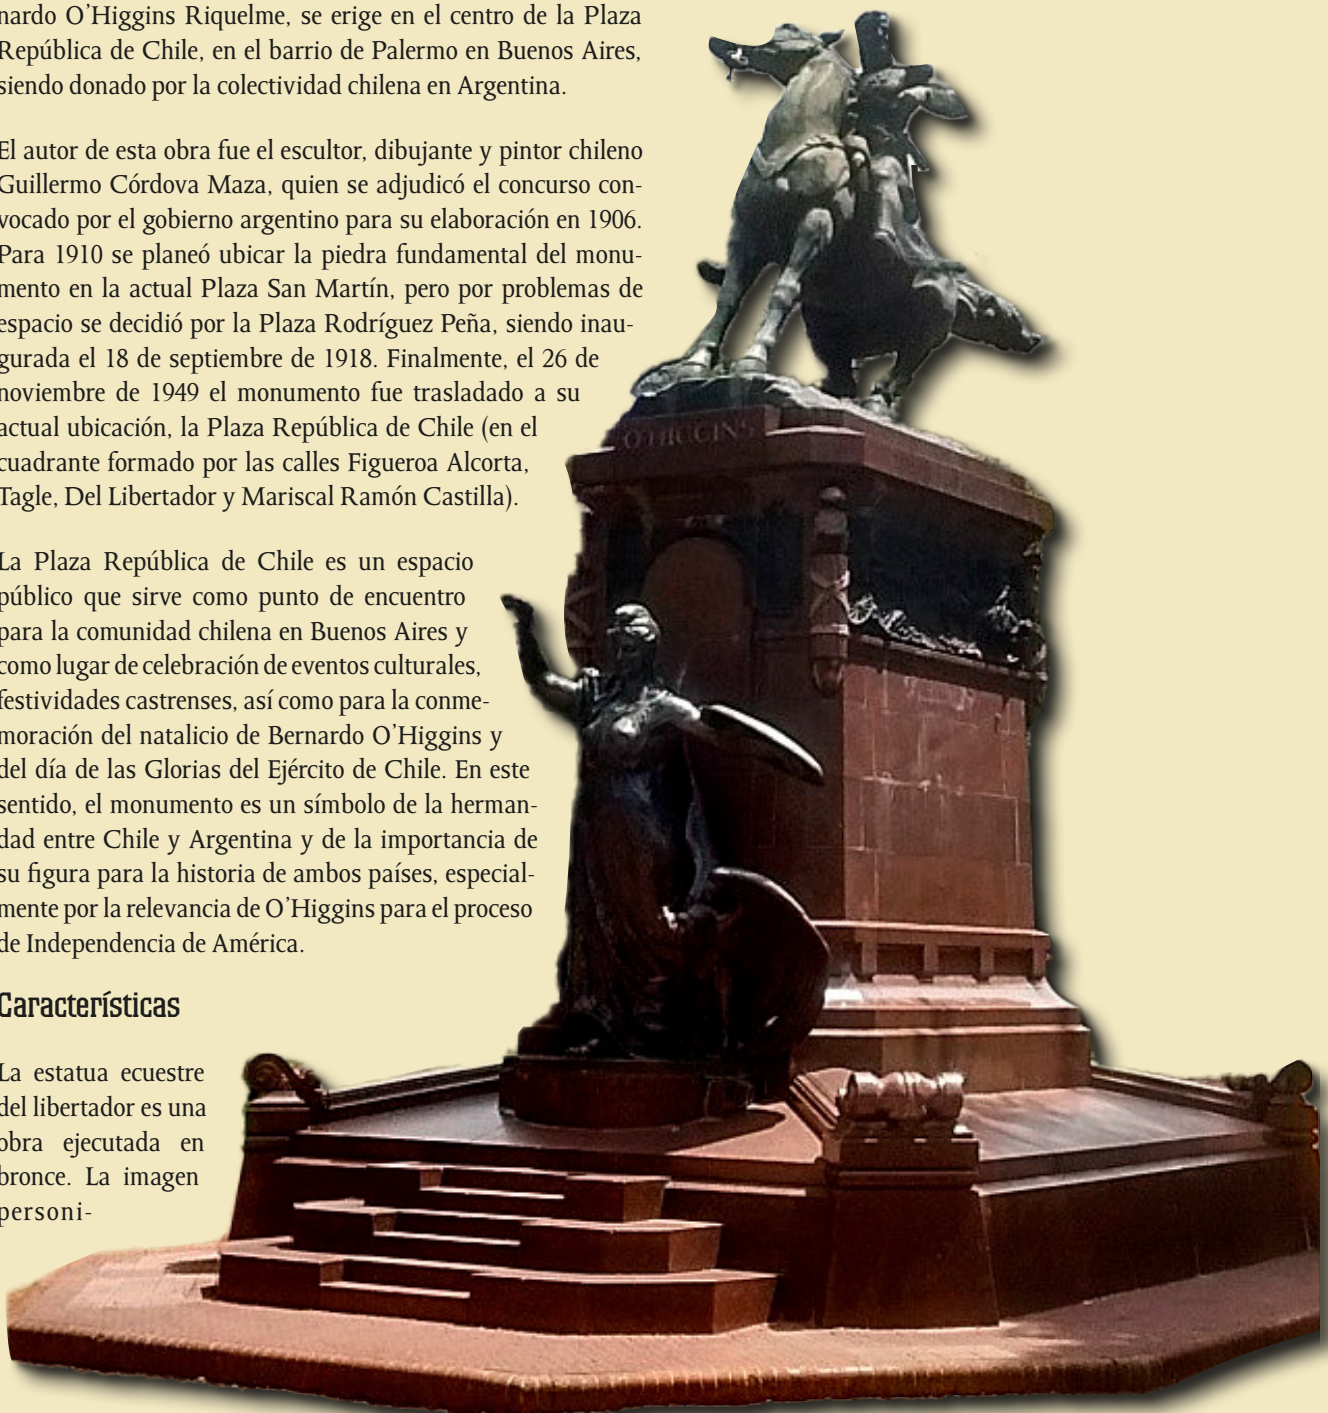 nardo O’Higgins Riquelme, se erige en el centro de la Plaza
República de Chile, en el barrio de Palermo en Buenos Aires,
siendo donado por la colectividad chilena en Argentina.
El autor de esta obra fue el escultor, dibujante y pintor chileno
Guillermo Córdova Maza, quien se adjudicó el concurso con-
vocado por el gobierno argentino para su elaboración en 1906.
Para 1910 se planeó ubicar la piedra fundamental del monu-
mento en la actual Plaza San Martín, pero por problemas de
espacio se decidió por la Plaza Rodríguez Peña, siendo inau-
gurada el 18 de septiembre de 1918. Finalmente, el 26 de
noviembre de 1949 el monumento fue trasladado a su
actual ubicación, la Plaza República de Chile (en el
cuadrante formado por las calles Figueroa Alcorta,
Tagle, Del Libertador y Mariscal Ramón Castilla).
La Plaza República de Chile es un espacio
público que sirve como punto de encuentro
para la comunidad chilena en Buenos Aires y
como lugar de celebración de eventos culturales,
festividades castrenses, así como para la conme-
moración del natalicio de Bernardo O’Higgins y
del día de las Glorias del Ejército de Chile. En este
sentido, el monumento es un símbolo de la herman-
dad entre Chile y Argentina y de la importancia de
su figura para la historia de ambos países, especial-
mente por la relevancia de O’Higgins para el proceso
de Independencia de América.
Características
La estatua ecuestre
del libertador es una
obra ejecutada en
bronce. La imagen
personi-
O’HIGGINS